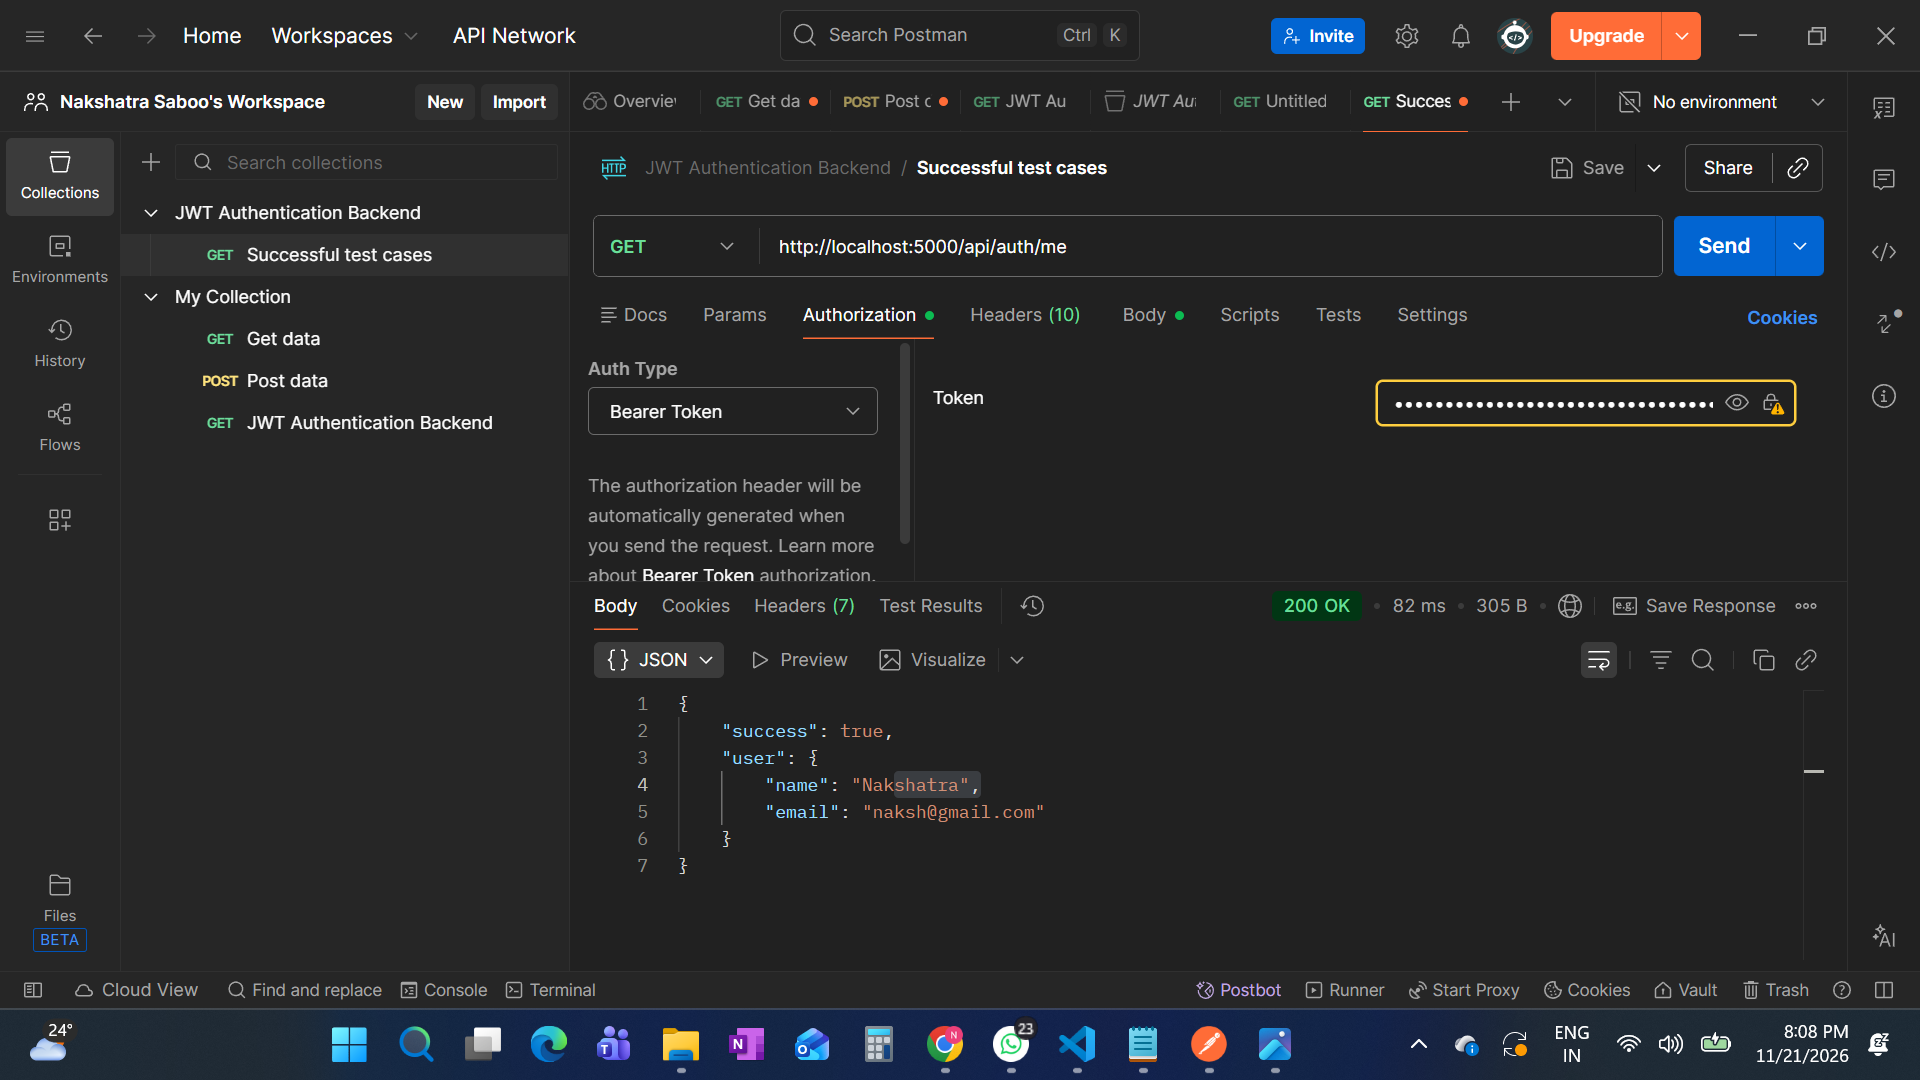 Home
Workspaces
API Network
Search Postman
Ctrl K
Invite
Upgrade
Nakshatra Saboo's Workspace
New
Import
Overvie
GET Get da
POST Post c
GET JWT Au
JWT Au
GET Untitled
GET Succes
No environment
Collections
Environments
History
Flows
Files
BETA
Search collections
JWT Authentication Backend
GET Successful test cases
My Collection
GET Get data
POST Post data
GET JWT Authentication Backend
HTTP
JWT Authentication Backend / Successful test cases
Save
Share
GET
http://localhost:5000/api/auth/me
Send
Docs
Params
Authorization
Headers (10)
Body
Scripts
Tests
Settings
Cookies
Auth Type
Bearer Token
The authorization header will be
automatically generated when
you send the request. Learn more
about Bearer Token authorization.
Token
Body
Cookies
Headers (7)
Test Results
200 OK
82 ms
305 B
e.g. Save Response
{} JSON
Preview
Visualize
1 {
2 "success": true,
3 "user": {
4 "name": "Nakshatra",
5 "email": "naksh@gmail.com"
6 }
7 }
AI
Cloud View
Find and replace
Console
Terminal
Postbot
Runner
Start Proxy
Cookies
Vault
Trash
24°
23
ENG
IN
8:08 PM
11/21/2026